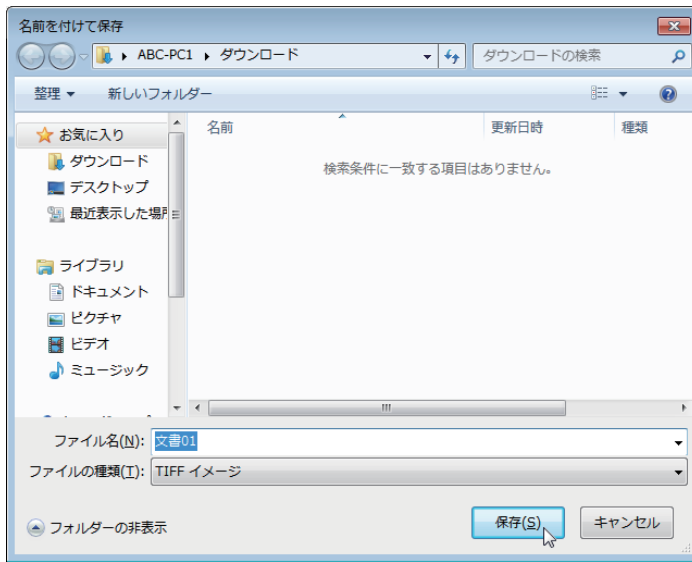 名前を付けて保存
ABC-PC1 ダウンロード
ダウンロードの検索
整理 新しいフォルダー
お気に入り
ダウンロード
デスクトップ
最近表示した場所
ライブラリ
ドキュメント
ピクチャ
ビデオ
ミュージック
名前 更新日時 種類
検索条件に一致する項目はありません。
ファイル名(N): 文書01
ファイルの種類(T): TIFF イメージ
フォルダーの非表示
保存(S) キャンセル